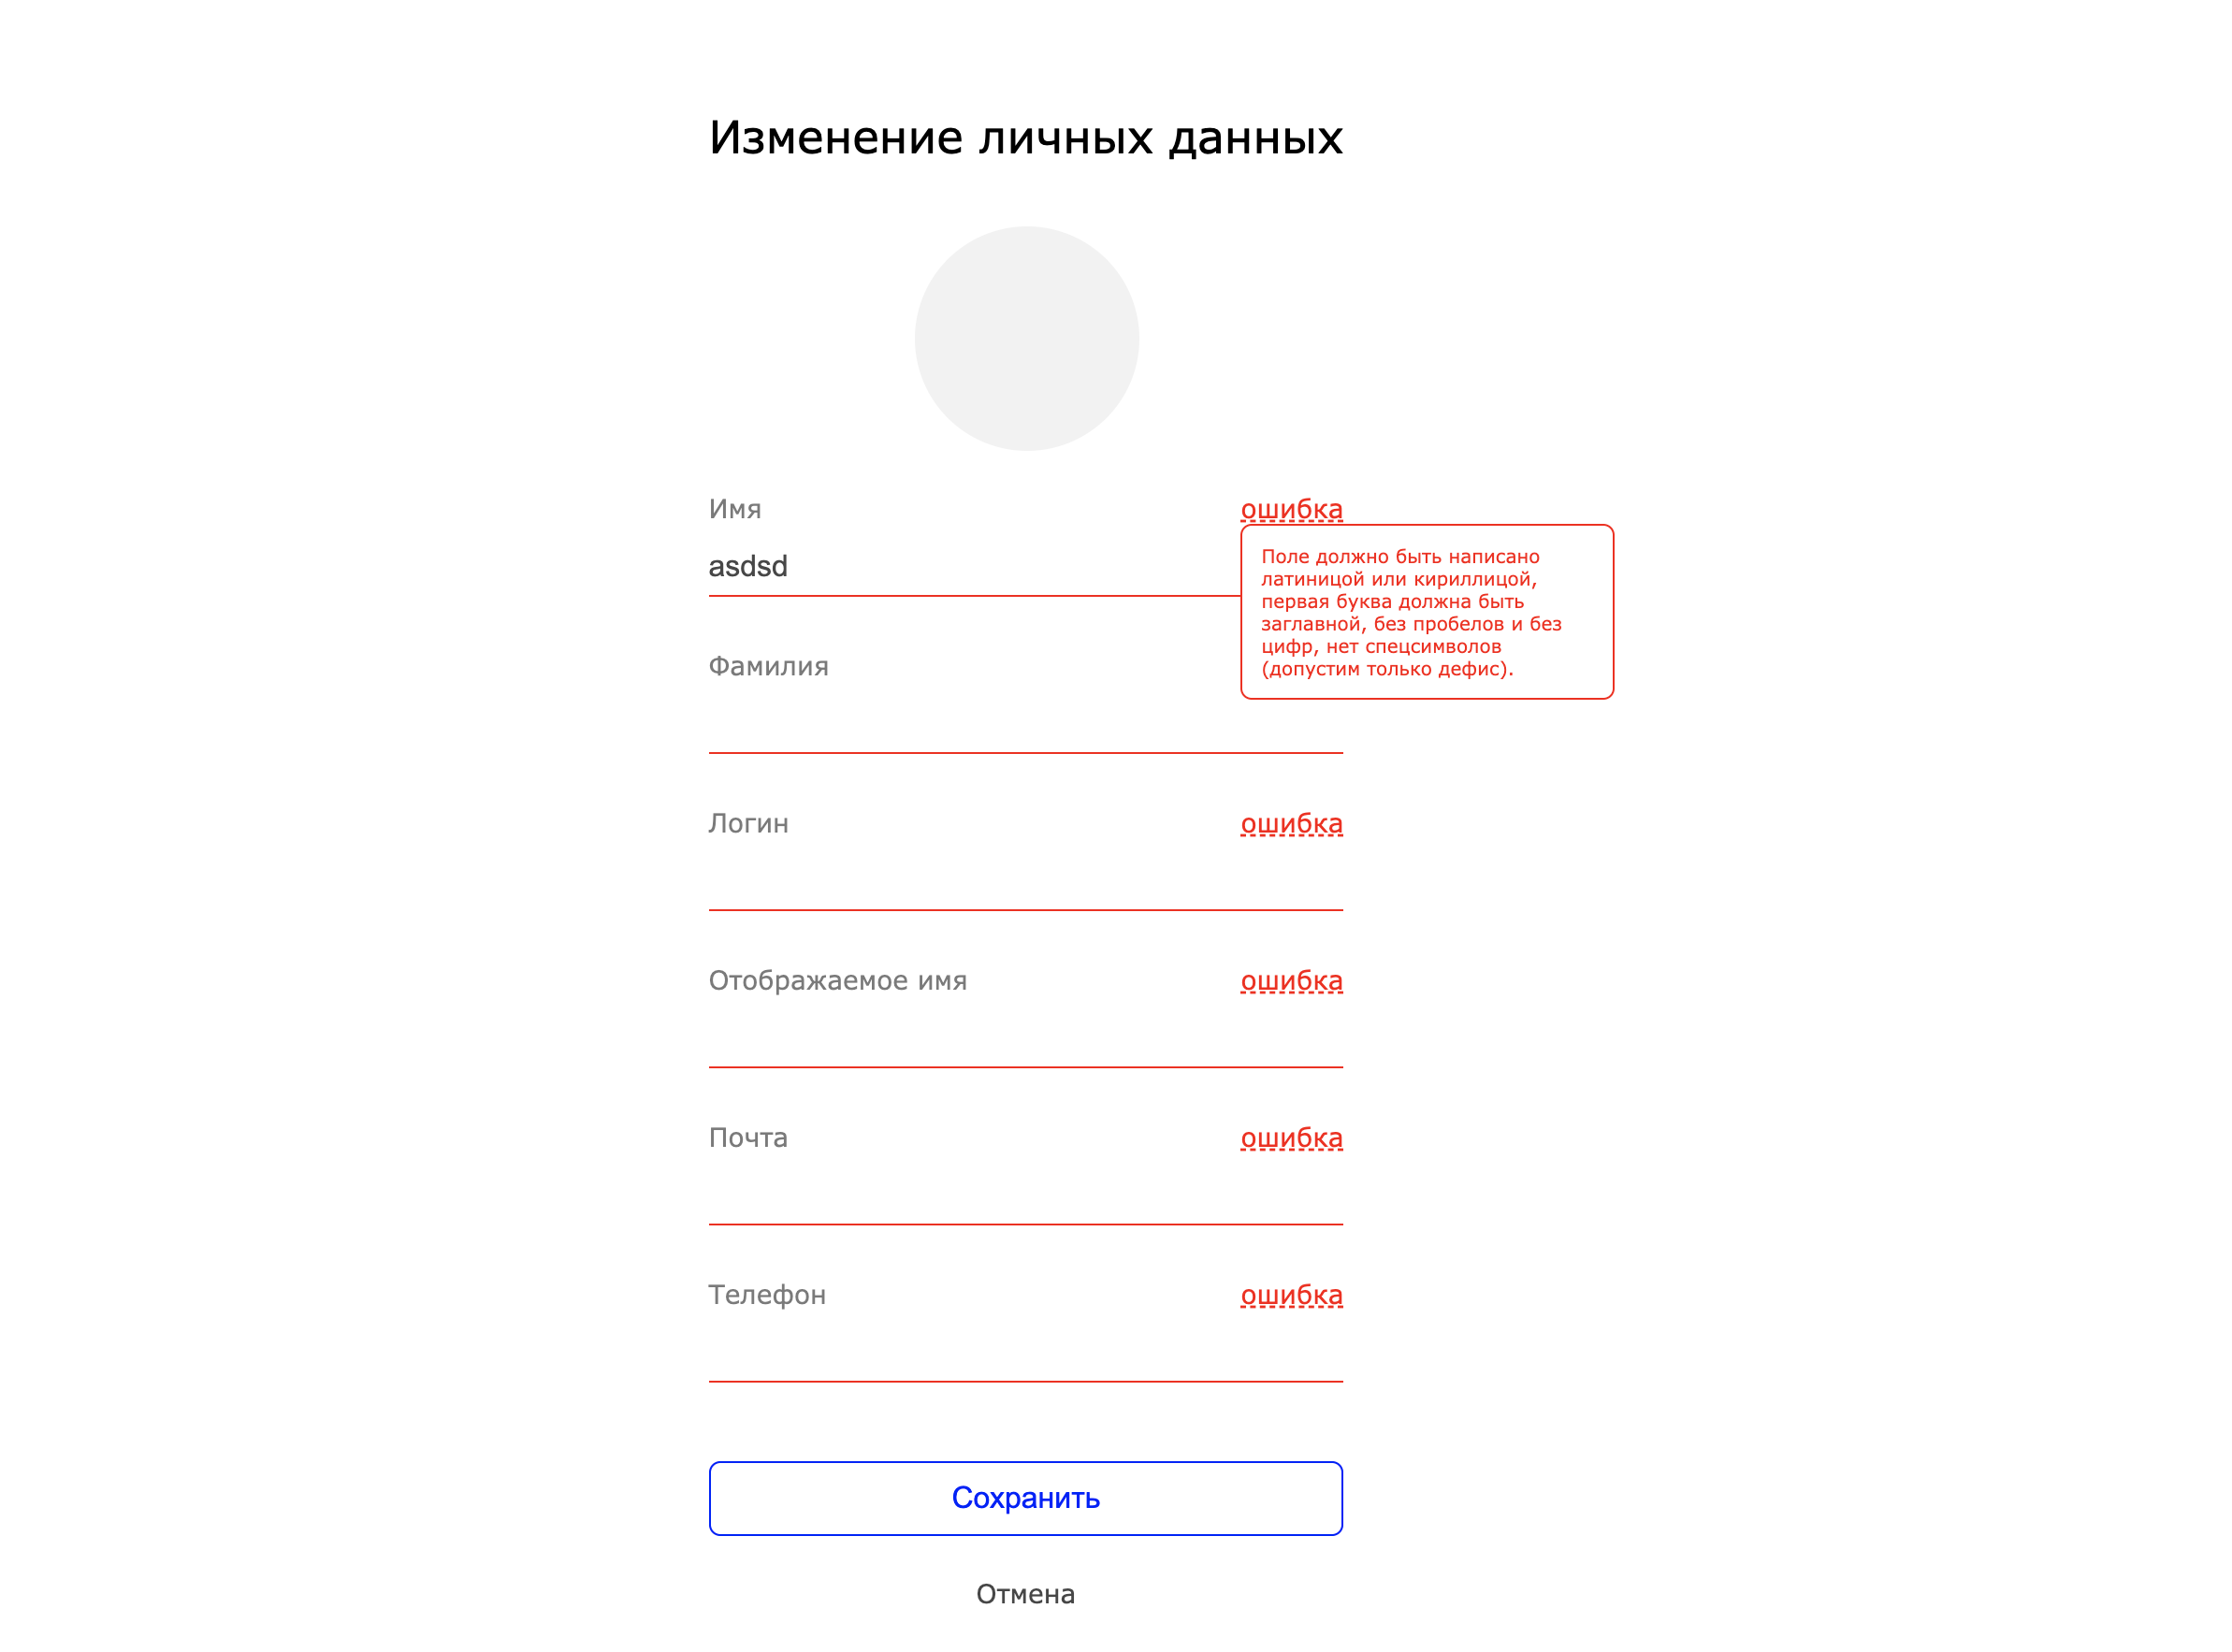 Изменение личных данных
Имя
ошибка
asdsd
Поле должно быть написано
латиницой или кириллицой,
первая буква должна быть
заглавной, без пробелов и без
цифр, нет спецсимволов
(допустим только дефис).
Фамилия
Логин
ошибка
Отображаемое имя
ошибка
Почта
ошибка
Телефон
ошибка
Сохранить
Отмена